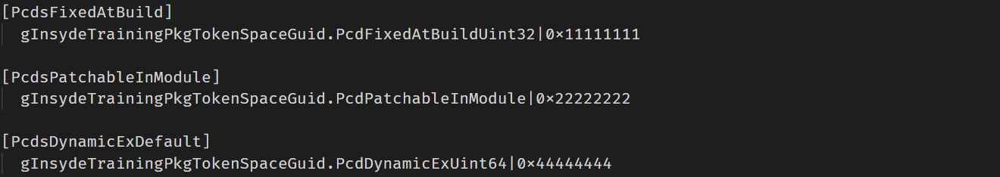 [PcdsFixedAtBuild]
gInsydeTrainingPkgTokenSpaceGuid.PcdFixedAtBuildUint32|0x11111111
[PcdsPatchableInModule]
gInsydeTrainingPkgTokenSpaceGuid.PcdPatchableInModule|0x22222222
[PcdsDynamicExDefault]
gInsydeTrainingPkgTokenSpaceGuid.PcdDynamicExUint64|0x44444444